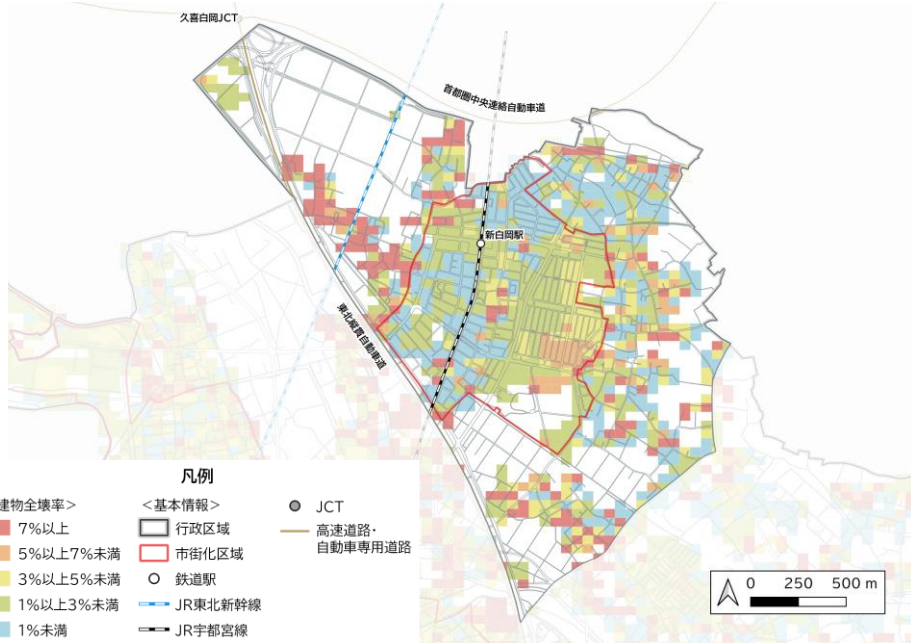 久喜白岡JCT
首都圏中央連絡自動車道
新白岡駅
東北縦貫自動車道
凡例
建物全壊率＞
7%以上
5%以上7%未満
3%以上5%未満
1%以上3%未満
1%未満
＜基本情報＞
行政区域
市街化区域
鉄道駅
JR東北新幹線
JR宇都宮線
JCT
高速道路・
自動車専用道路
0 250 500 m